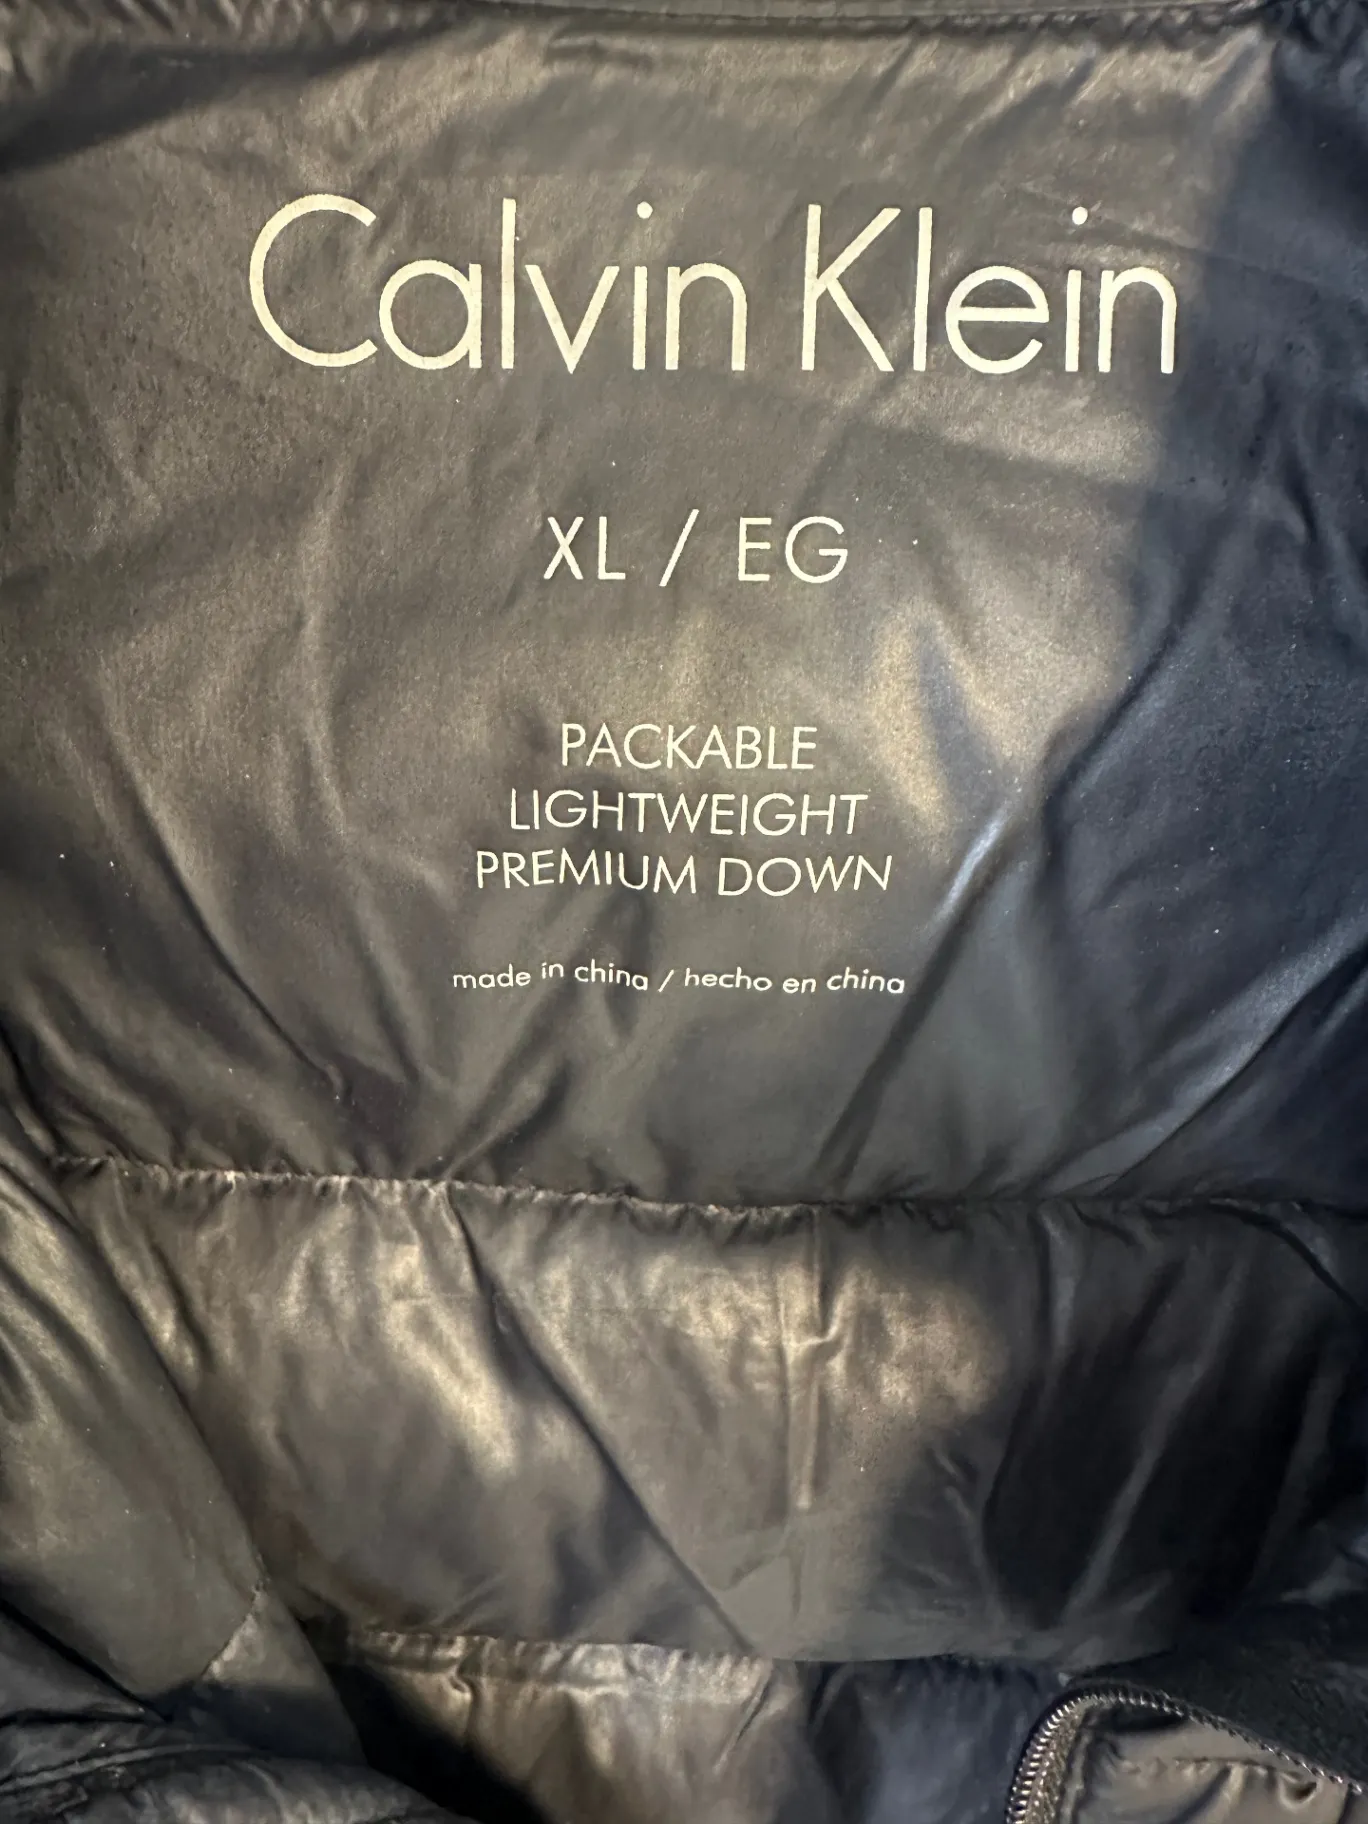 Calvin Klein
XL / EG
PACKABLE
LIGHTWEIGHT
PREMIUM DOWN
made in china / hecho en china